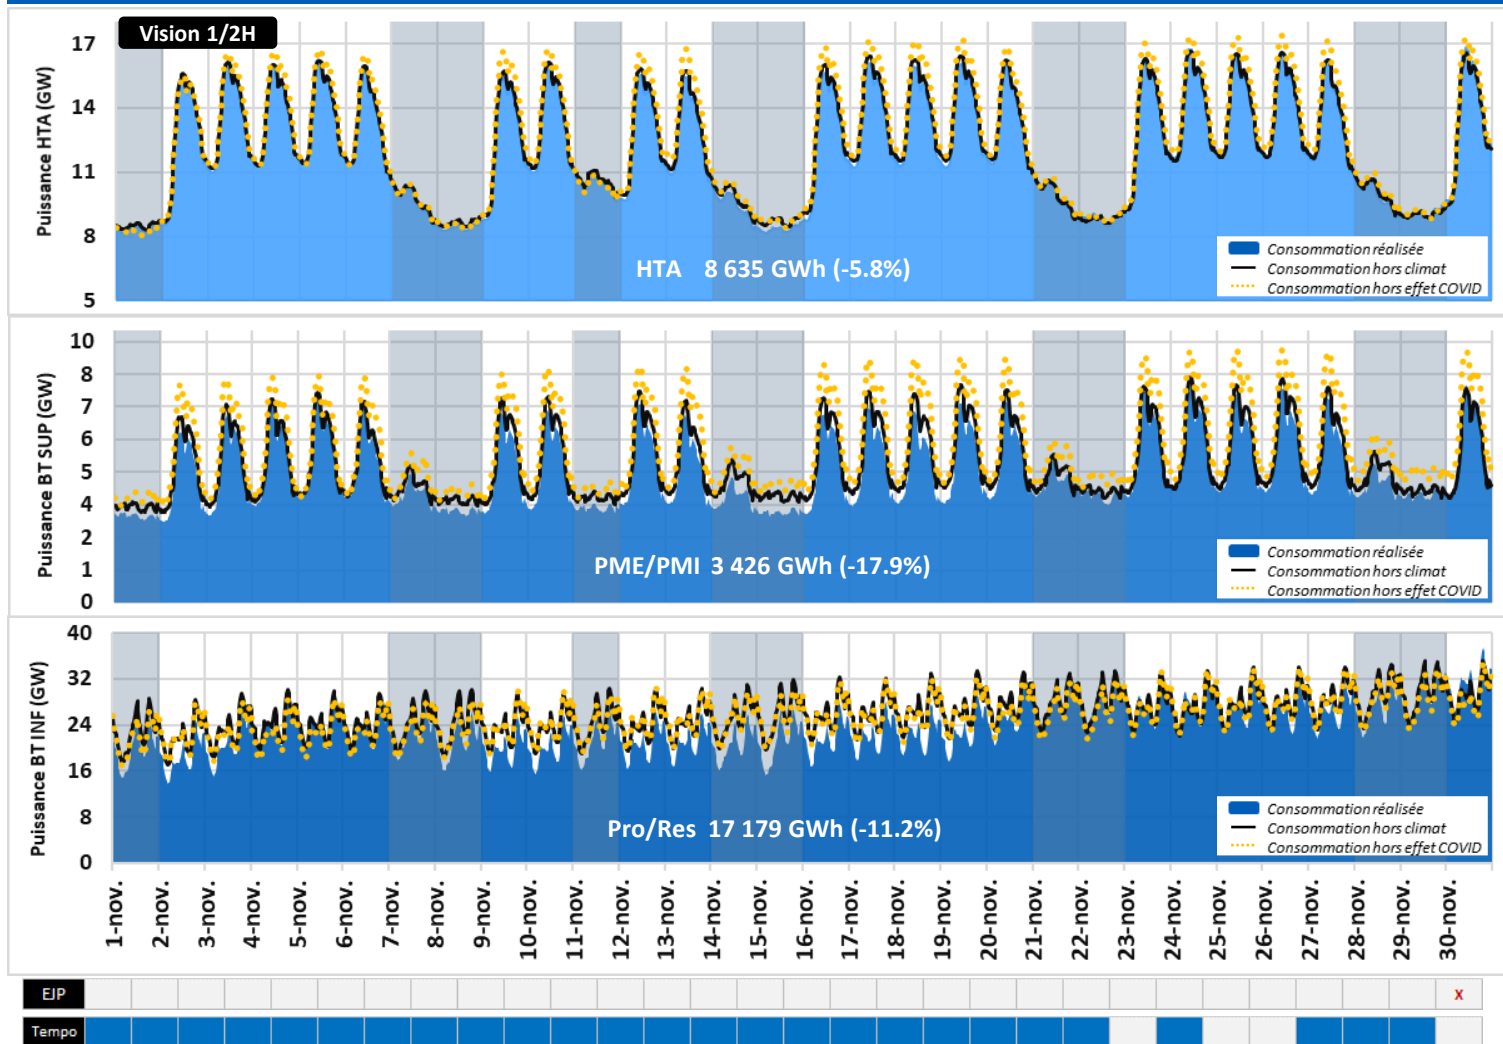 Vision 1/2H
Puissance HTA (GW)
17
14
11
8
5
HTA 8 635 GWh (-5.8%)
Consommation réalisée
Consommation hors climat
Consommation hors effet COVID
Puissance BT SUP (GW)
10
8
7
6
5
4
2
1
0
PME/PMI 3 426 GWh (-17.9%)
Consommation réalisée
Consommation hors climat
Consommation hors effet COVID
Puissance BT INF (GW)
40
32
24
16
8
0
Pro/Res 17 179 GWh (-11.2%)
Consommation réalisée
Consommation hors climat
Consommation hors effet COVID
1-nov.
2-nov.
3-nov.
4-nov.
5-nov.
6-nov.
7-nov.
8-nov.
9-nov.
10-nov.
11-nov.
12-nov.
13-nov.
14-nov.
15-nov.
16-nov.
17-nov.
18-nov.
19-nov.
20-nov.
21-nov.
22-nov.
23-nov.
24-nov.
25-nov.
26-nov.
27-nov.
28-nov.
29-nov.
30-nov.
EJP
X
Tempo